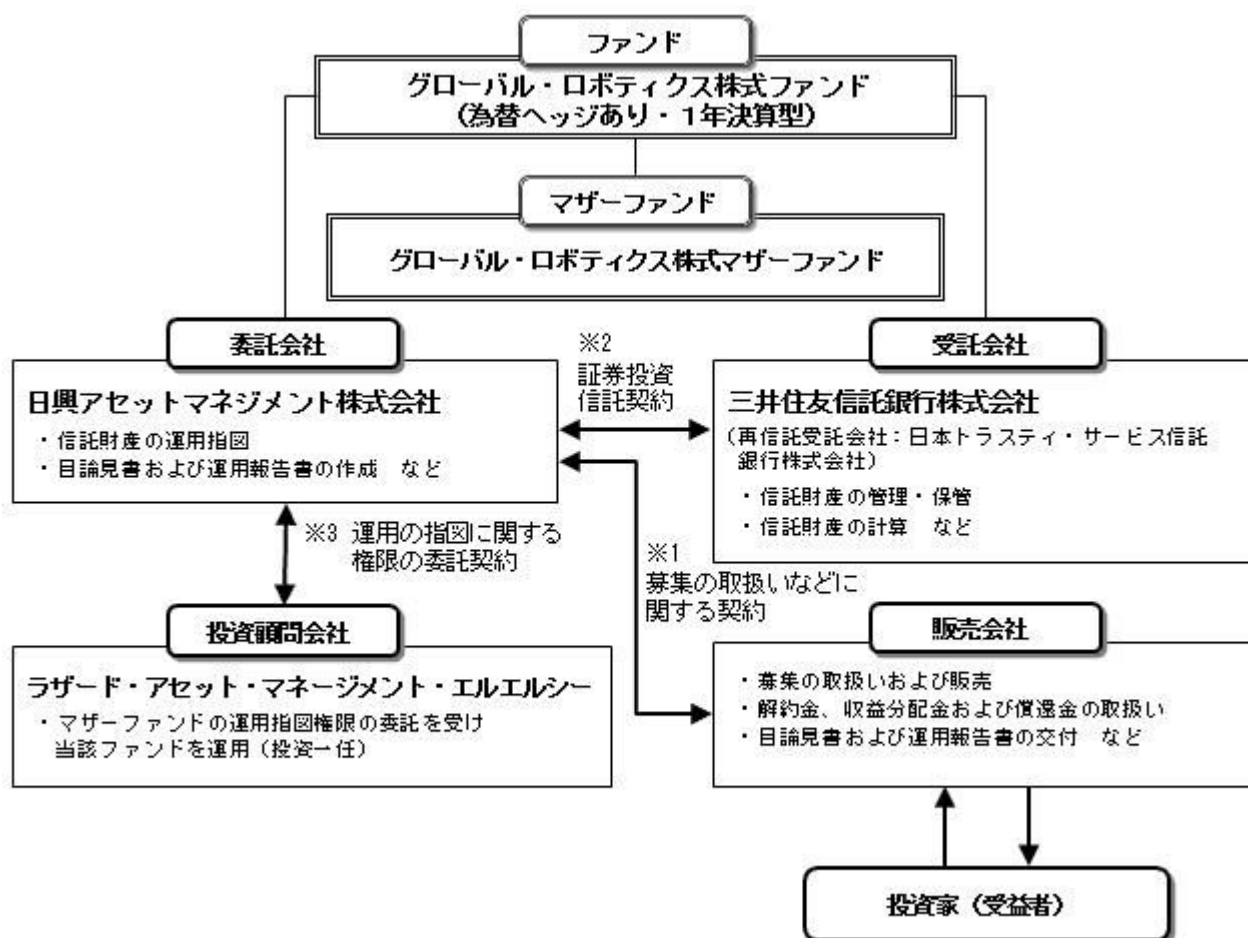 ファンド
グローバル・ロボティクス株式ファンド
(為替ヘッジあり・１年決算型)
マザーファンド
グローバル・ロボティクス株式マザーファンド
委託会社
日興アセットマネジメント株式会社
・信託財産の運用指図
・目論見書および運用報告書の作成　など
※2
証券投資
信託契約
受託会社
三井住友信託銀行株式会社
(再信託受託会社：日本トラスティ・サービス信託
銀行株式会社)
・信託財産の管理・保管
・信託財産の計算　など
※3 運用の指図に関する
権限の委託契約
※1
募集の取扱いなどに
関する契約
投資顧問会社
ラザード・アセット・マネージメント・エルエルシー
・マザーファンドの運用指図権限の委託を受け
当該ファンドを運用（投資一任）
販売会社
・募集の取扱いおよび販売
・解約金、収益分配金および償還金の取扱い
・目論見書および運用報告書の交付　など
投資家（受益者）